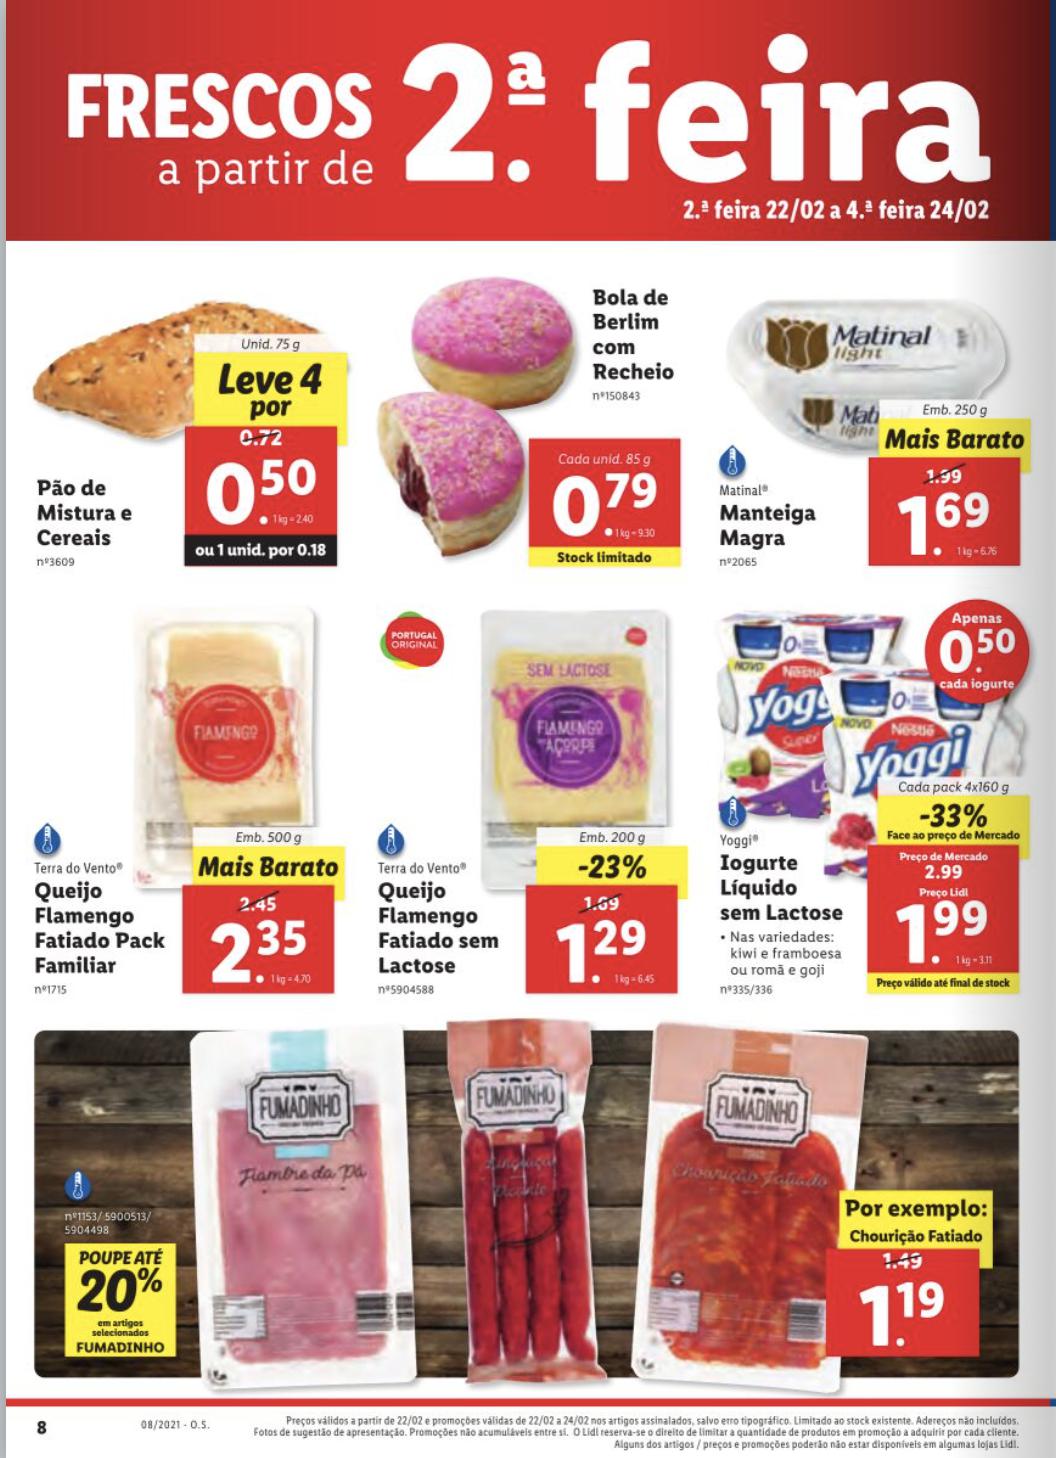 FRESCOS
a partir de
2.ª feira
2.ª feira 22/02 a 4.ª feira 24/02
Unid. 75 g
Leve 4
por
0.72
0.50
1 kg = 2.40
ou 1 unid. por 0.18
Pão de
Mistura e
Cereais
nº3609
Bola de
Berlim
com
Recheio
nº150843
Cada unid. 85 g
0.79
1 kg = 9.30
Stock limitado
Matinal
light
Matinal®
Manteiga
Magra
nº2065
Emb. 250 g
Mais Barato
1.99
1.69
1 kg = 6.76
FLAMENGO
Terra do Vento®
Queijo
Flamengo
Fatiado Pack
Familiar
nº1715
Emb. 500 g
Mais Barato
2.45
2.35
1 kg = 4.70
PORTUGAL
ORIGINAL
SEM LACTOSE
FLAMENGO
AÇORES
Terra do Vento®
Queijo
Flamengo
Fatiado sem
Lactose
nº5904588
Emb. 200 g
-23%
1.69
1.29
1 kg = 6.45
NOVO
Nestlé
Yoggi
NOVO
Nestlé
Yoggi
Apenas
0.50
cada iogurte
Yoggi®
Iogurte
Líquido
sem Lactose
• Nas variedades:
kiwi e framboesa
ou romã e goji
nº335/336
Cada pack 4x160 g
-33%
Face ao preço de Mercado
Preço de Mercado
2.99
Preço Lidl
1.99
1 kg = 3.11
Preço válido até final de stock
FUMADINHO
Fiambre da Pá
FUMADINHO
Linguiça
Picante
FUMADINHO
Chourição Fatiado
nº1153/ 5900513/
5904498
POUPE ATÉ
20%
em artigos
selecionados
FUMADINHO
Por exemplo:
Chourição Fatiado
1.49
1.19
8
08/2021 - O.S.
Preços válidos a partir de 22/02 e promoções válidas de 22/02 a 24/02 nos artigos assinalados, salvo erro tipográfico. Limitado ao stock existente. Adereços não incluídos.
Fotos de sugestão de apresentação. Promoções não acumuláveis entre si. O Lidl reserva-se o direito de limitar a quantidade de produtos em promoção a adquirir por cada cliente.
Alguns dos artigos / preços e promoções poderão não estar disponíveis em algumas lojas Lidl.